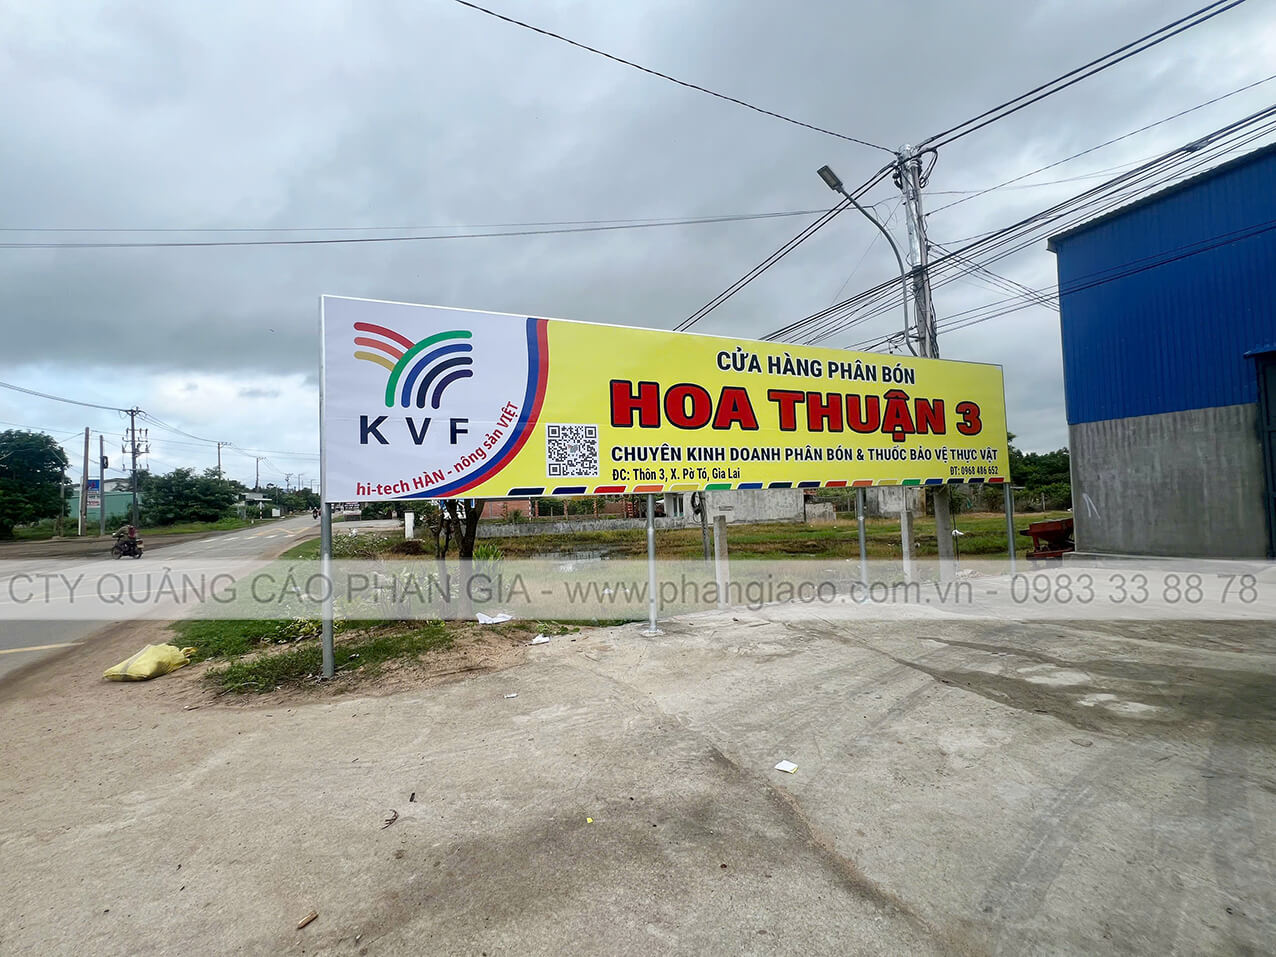 KVF
hi-tech HÀN - nông sản VIỆT
CỬA HÀNG PHÂN BÓN
HOA THUẬN 3
CHUYÊN KINH DOANH PHÂN BÓN & THUỐC BẢO VỆ THỰC VẬT
ĐC: Thôn 3, X. Pờ Tó, Gia Lai
ĐT: 0968 486 652
CTY QUẢNG CÁO PHAN GIA - www.phangiaco.com.vn - 0983 33 88 78